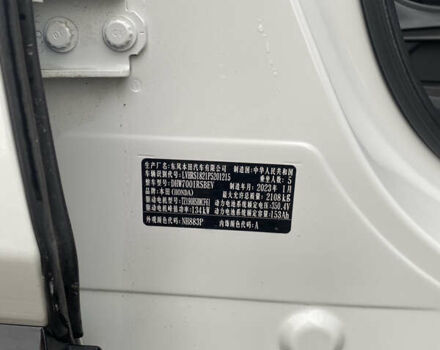 生产厂名:东风本田汽车有限公司 制造国:中华人民共和国
车辆识别代号:LVHRS1821P5201215 乘坐人数:5
整车型号:DHW7001RSBEV 制造年月:2023年 1月
品牌:本田(HONDA) 最大允许总质量:2108kg
驱动电机型号: 动力电池系统额定电压:350.4V
驱动电机峰值功率:134kW 动力电池系统额定容量:153Ah
外观颜色代码:NH883P 内饰颜色代码:A